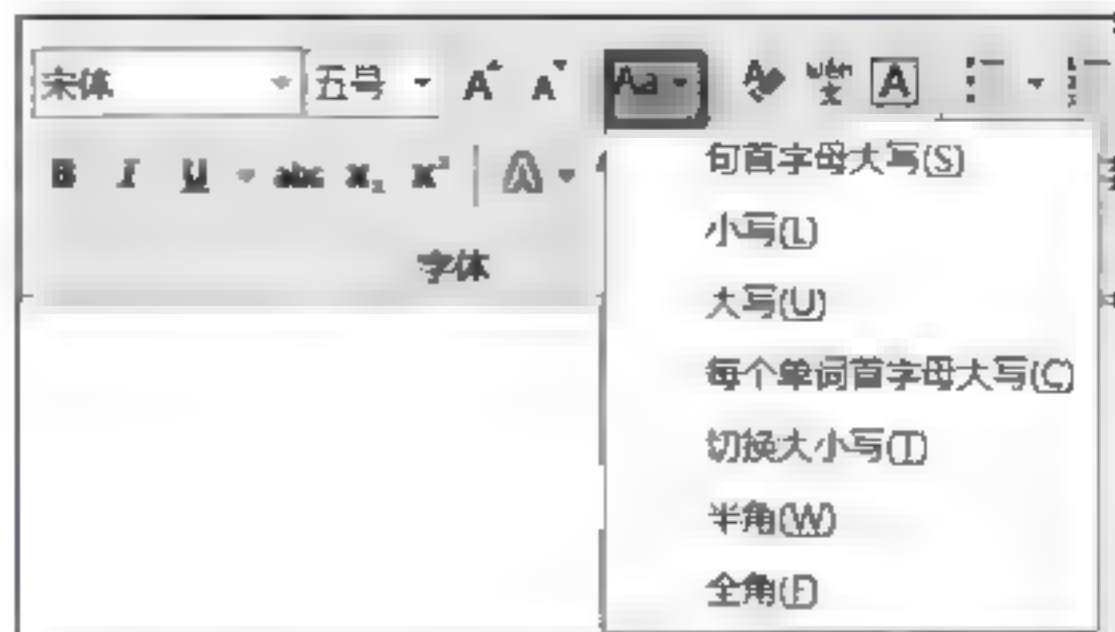 宋体 五号 A A Aa wén 文 A
B I U abc x₂ x² A
字体
句首字母大写(S)
小写(L)
大写(U)
每个单词首字母大写(C)
切换大小写(T)
半角(W)
全角(F)